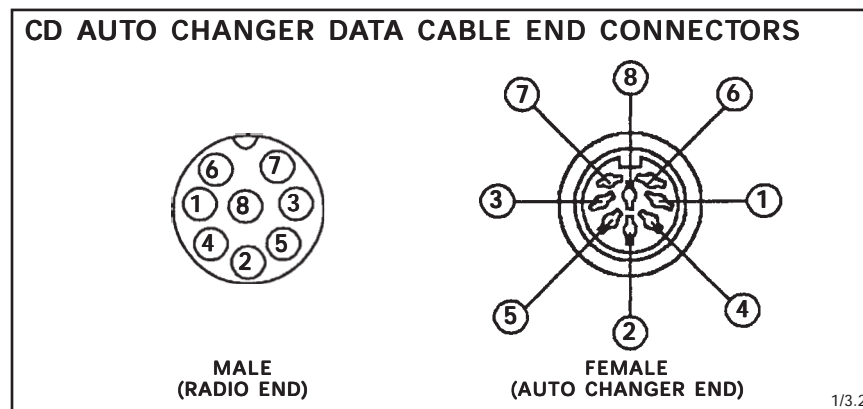 CD AUTO CHANGER DATA CABLE END CONNECTORS
8
7 6
6 7
1 8 3
3 1
4 5
2
5 4
2
MALE FEMALE
(RADIO END) (AUTO CHANGER END)
1/3.2